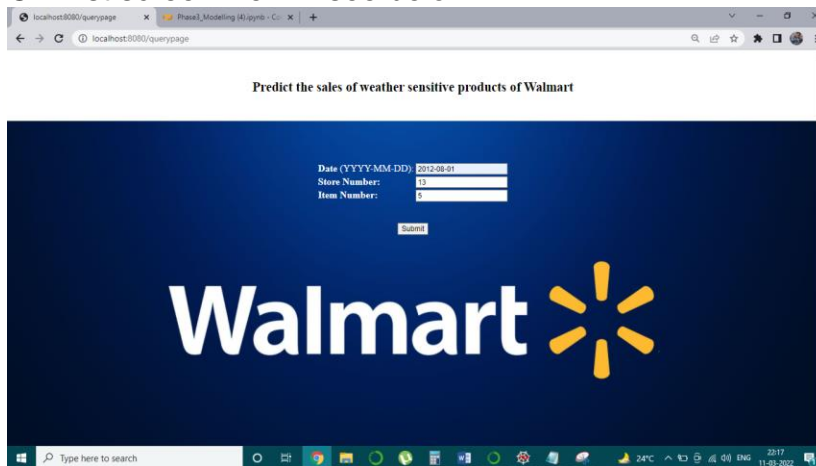 localhost:8080/querypage
Phase3_Modelling (4).ipynb - Co
localhost:8080/querypage
Predict the sales of weather sensitive products of Walmart
Date (YYYY-MM-DD): 2012-08-01
Store Number: 13
Item Number: 5
Submit
Walmart
Type here to search
24°C
ENG
22:17
11-03-2022